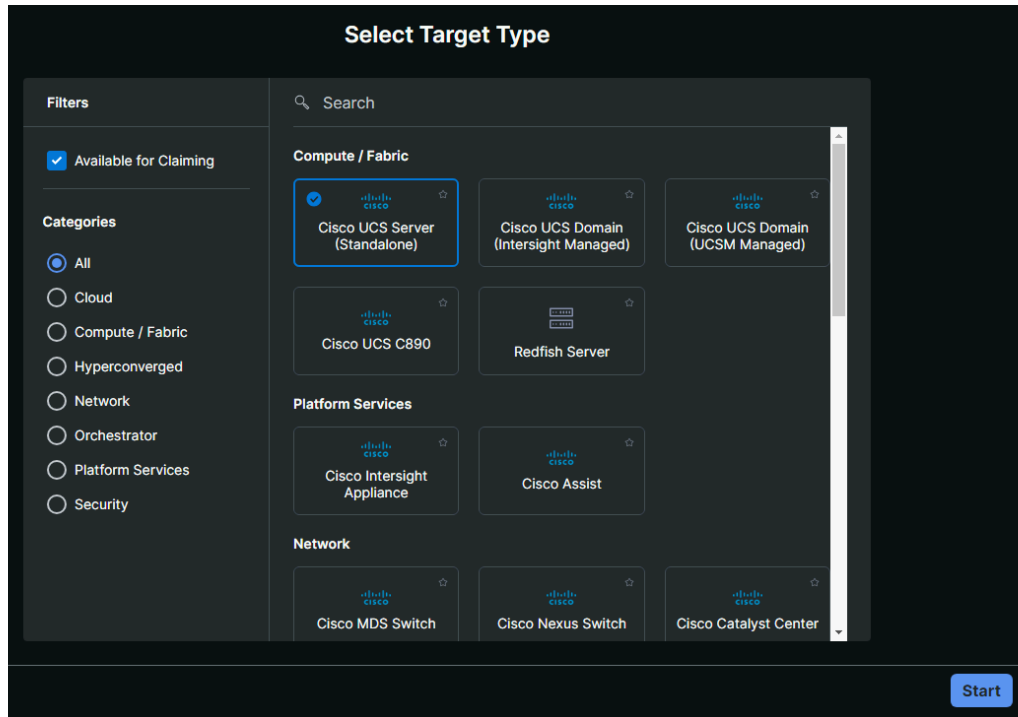 Select Target Type
Filters
Available for Claiming
Categories
All
Cloud
Compute / Fabric
Hyperconverged
Network
Orchestrator
Platform Services
Security
Search
Compute / Fabric
CISCO
Cisco UCS Server
(Standalone)
CISCO
Cisco UCS Domain
(Intersight Managed)
CISCO
Cisco UCS Domain
(UCSM Managed)
CISCO
Cisco UCS C890
Redfish Server
Platform Services
CISCO
Cisco Intersight
Appliance
CISCO
Cisco Assist
Network
CISCO
Cisco MDS Switch
CISCO
Cisco Nexus Switch
CISCO
Cisco Catalyst Center
Start